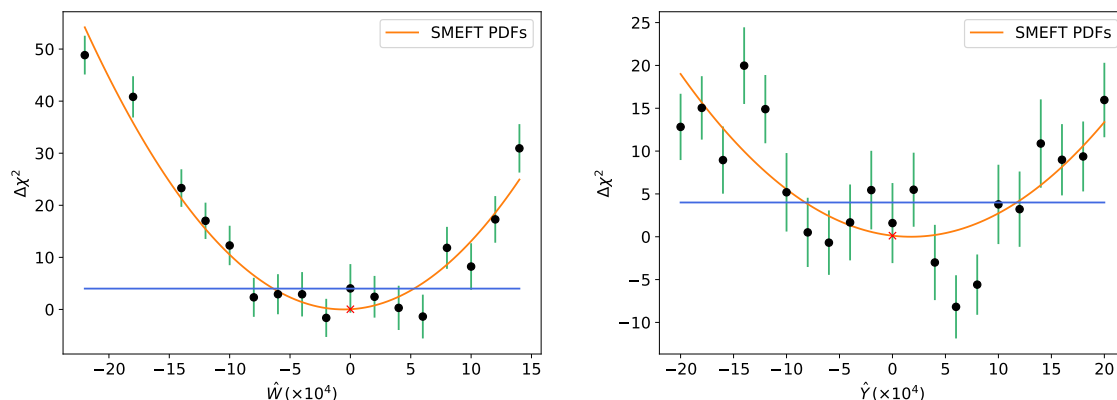 SMEFT PDFs
50
40
30
20
10
0
Δχ²
−20 −15 −10 −5 0 5 10 15
Ŵ(×10⁴)
SMEFT PDFs
25
20
15
10
5
0
−5
−10
Δχ²
−20 −15 −10 −5 0 5 10 15 20
Ŷ(×10⁴)